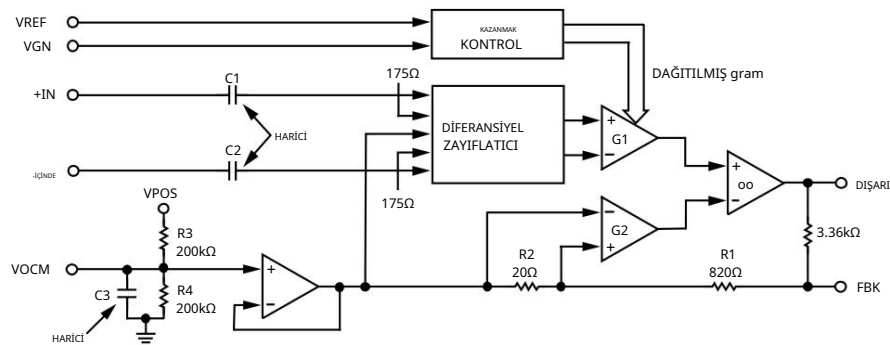 VREF
VGN
KAZANMAK
KONTROL
DAĞITILMIŞ gram
+IN
C1
175Ω
HARİCİ
DİFERANSİYEL
ZAYIFLATICI
+
G1
−
-İÇİNDE
C2
175Ω
+
oo
−
DIŞARI
VPOS
R3
200kΩ
−
G2
+
3.36kΩ
VOCM
+
−
R2
20Ω
R1
820Ω
FBK
C3
R4
200kΩ
HARİCİ